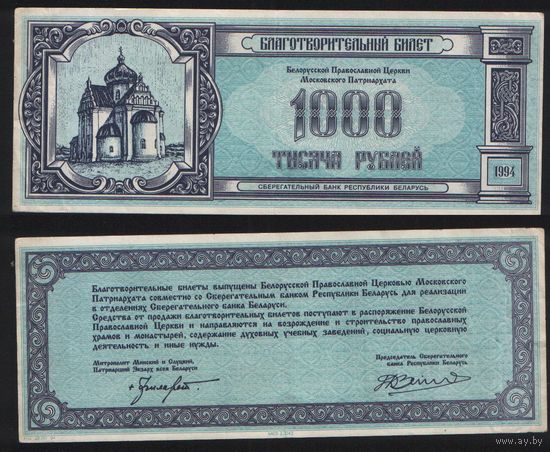 БЛАГОТВОРИТЕЛЬНЫЙ БИЛЕТ
Белорусской Православной Церкви
Московского Патриархата
1000
ТЫСЯЧА РУБЛЕЙ
1994
СБЕРЕГАТЕЛЬНЫЙ БАНК РЕСПУБЛИКИ БЕЛАРУСЬ
Благотворительные билеты выпущены Белорусской Православной Церковью Московского
Патриархата совместно со Сберегательным банком Республики Беларусь для реализации
в отделениях Сберегательного банка Беларуси.
Средства от продажи благотворительных билетов поступают в распоряжение Белорусской
Православной Церкви и направляются на возрождение и строительство православных
храмов и монастырей, содержание духовных учебных заведений, социальную церковную
деятельность и иные нужды.
Митрополит Минский и Слуцкий,
Патриарший Экзарх всея Беларуси
Председатель Сберегательного
банка Республики Беларусь
www.ay.by